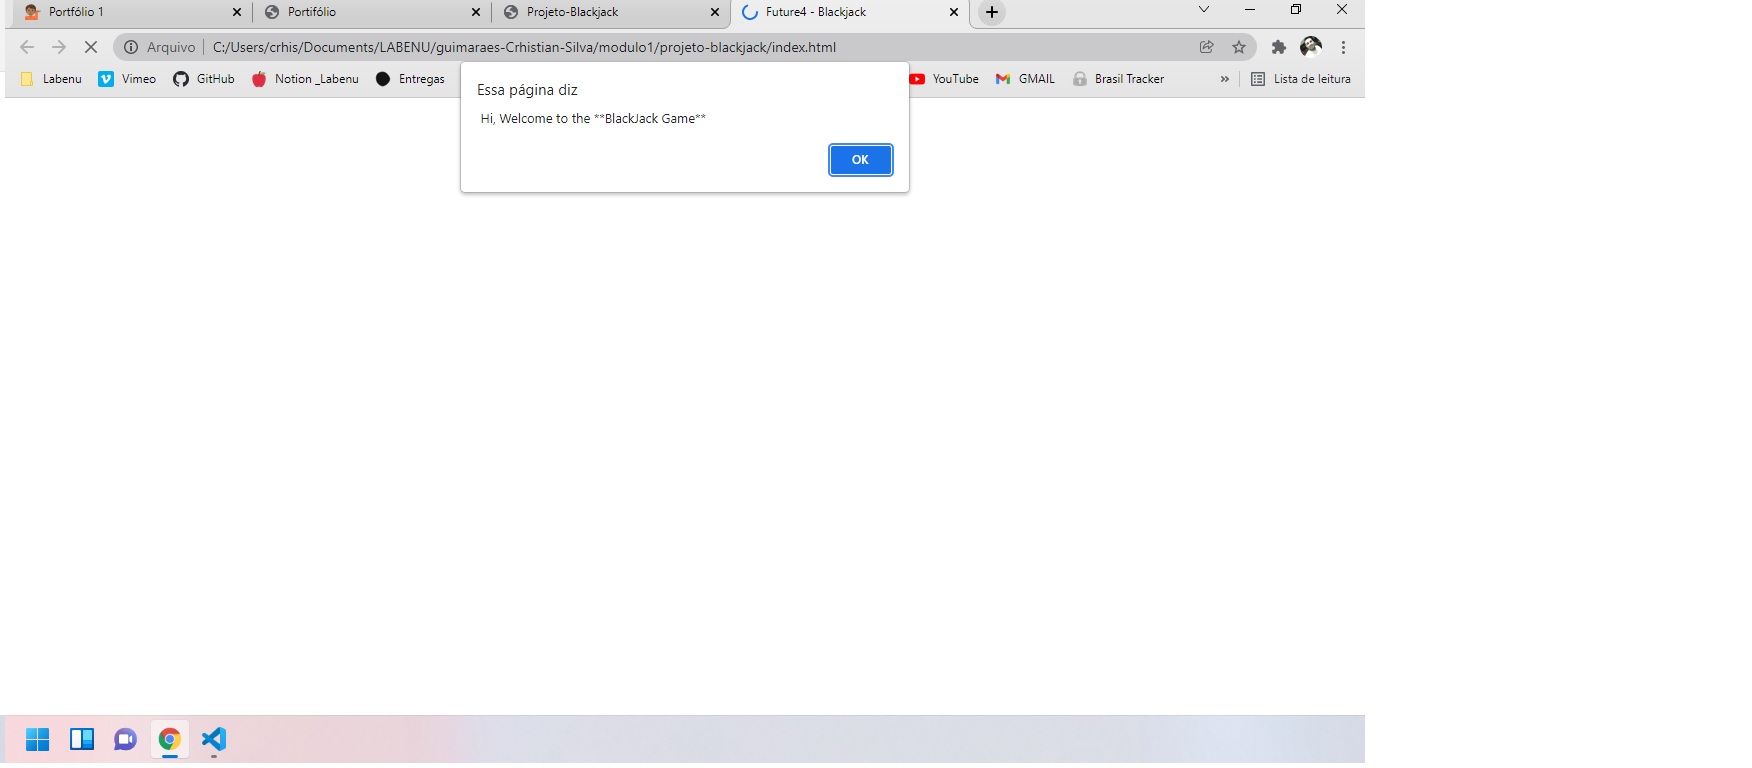 Portfólio 1
Portifólio
Projeto-Blackjack
Future4 - Blackjack
Arquivo
C:/Users/crhis/Documents/LABENU/guimaraes-Crhistian-Silva/modulo1/projeto-blackjack/index.html
Labenu
Vimeo
GitHub
Notion _Labenu
Entregas
YouTube
GMAIL
Brasil Tracker
»
Lista de leitura
Essa página diz
Hi, Welcome to the **BlackJack Game**
OK